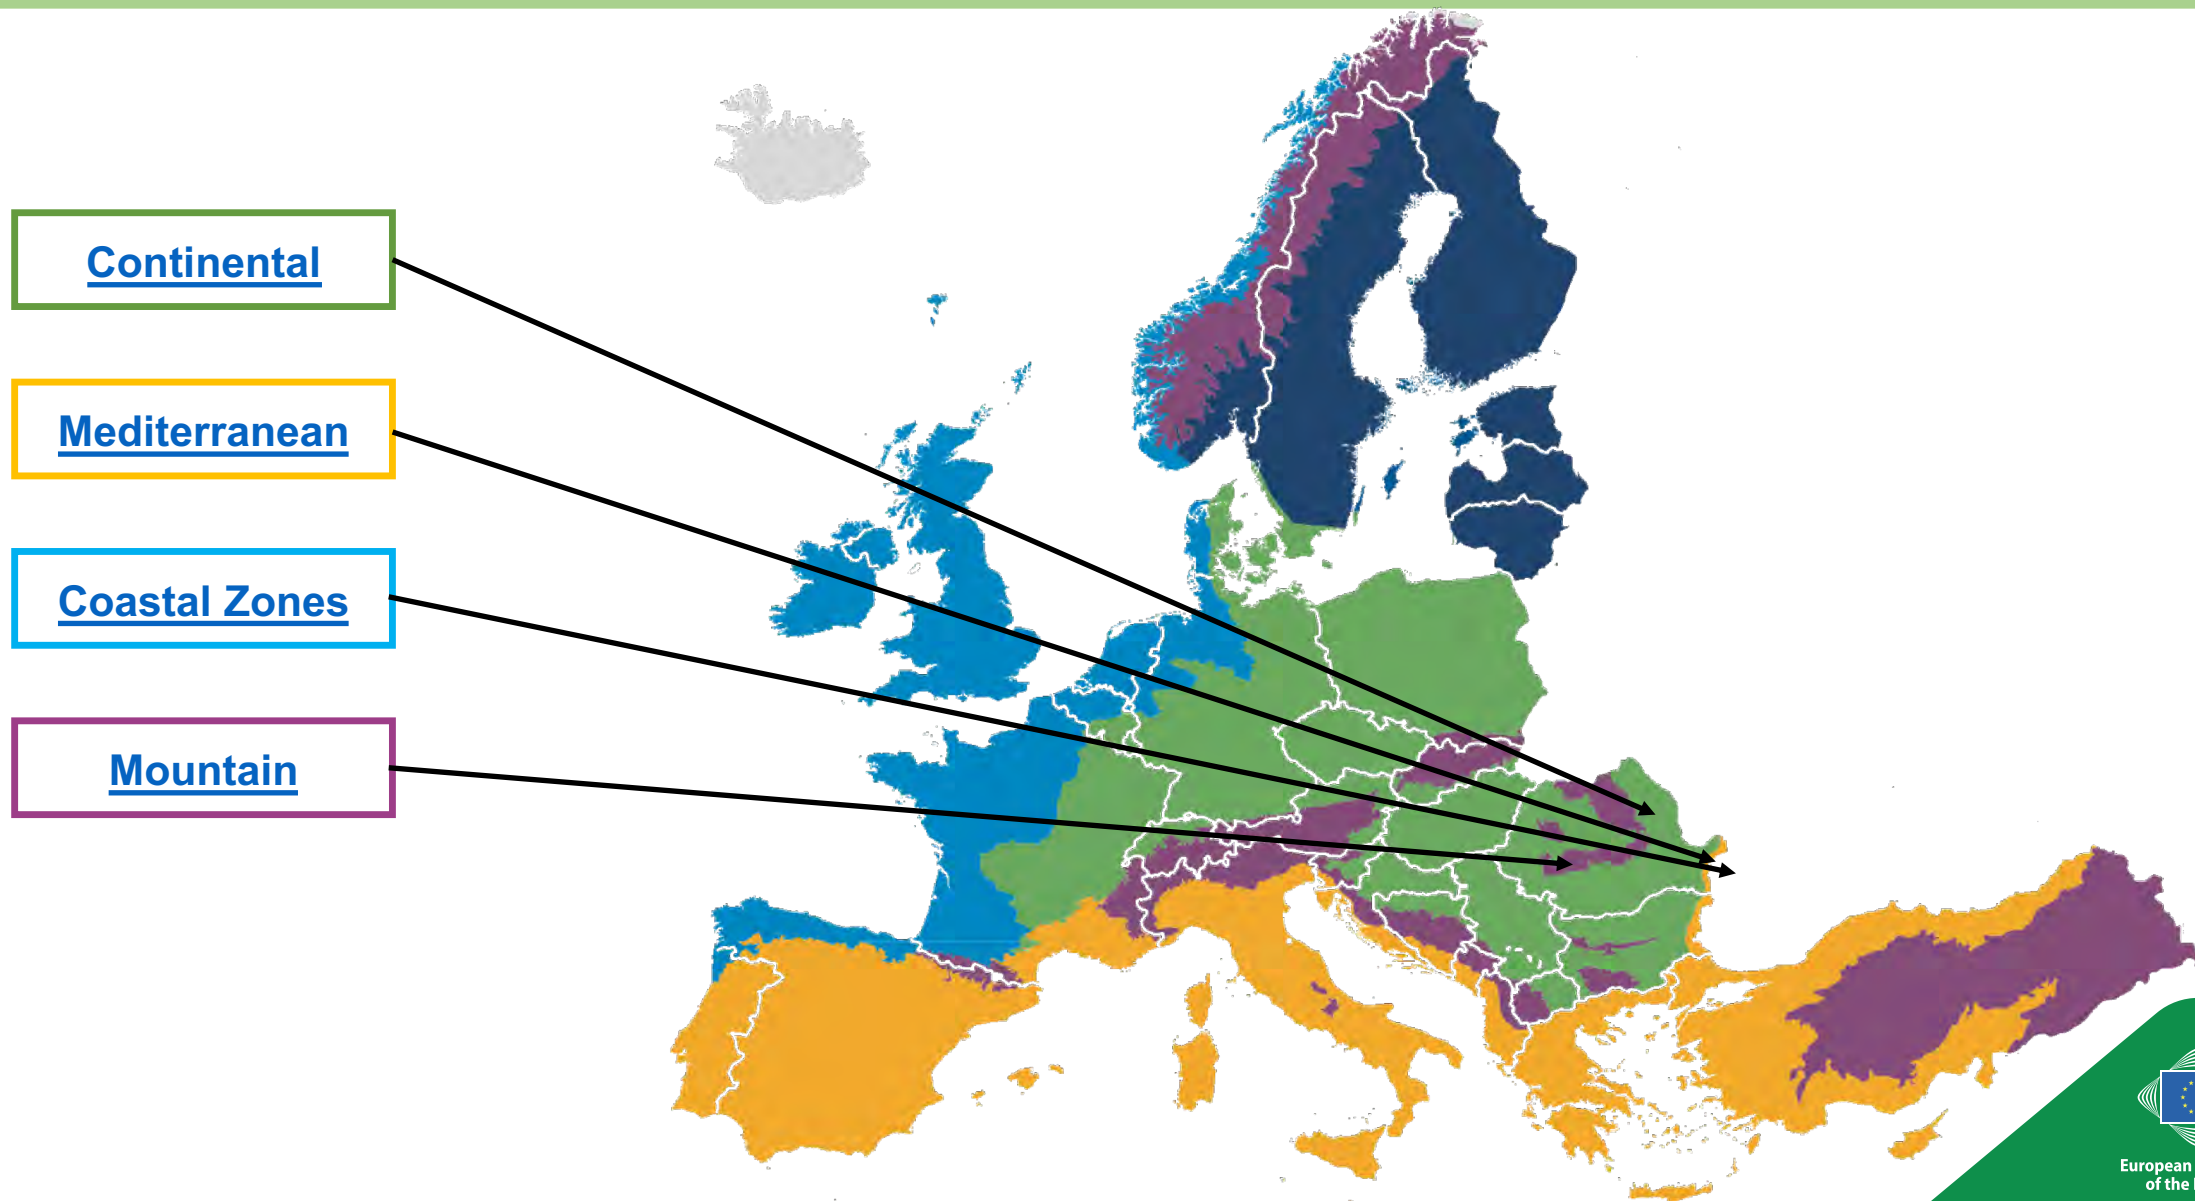 Continental
Mediterranean
Coastal Zones
Mountain
European
of the